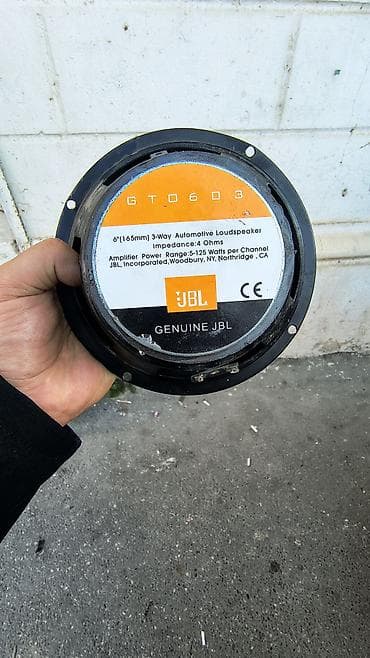 GTO603
6"(165mm) 3-Way Automotive Loudspeaker
Impedance:4 Ohms
Amplifier Power Range:5-125 Watts per Channel
JBL, Incorporated,Woodbury, NY, Northridge , CA
JBL
CE
GENUINE JBL